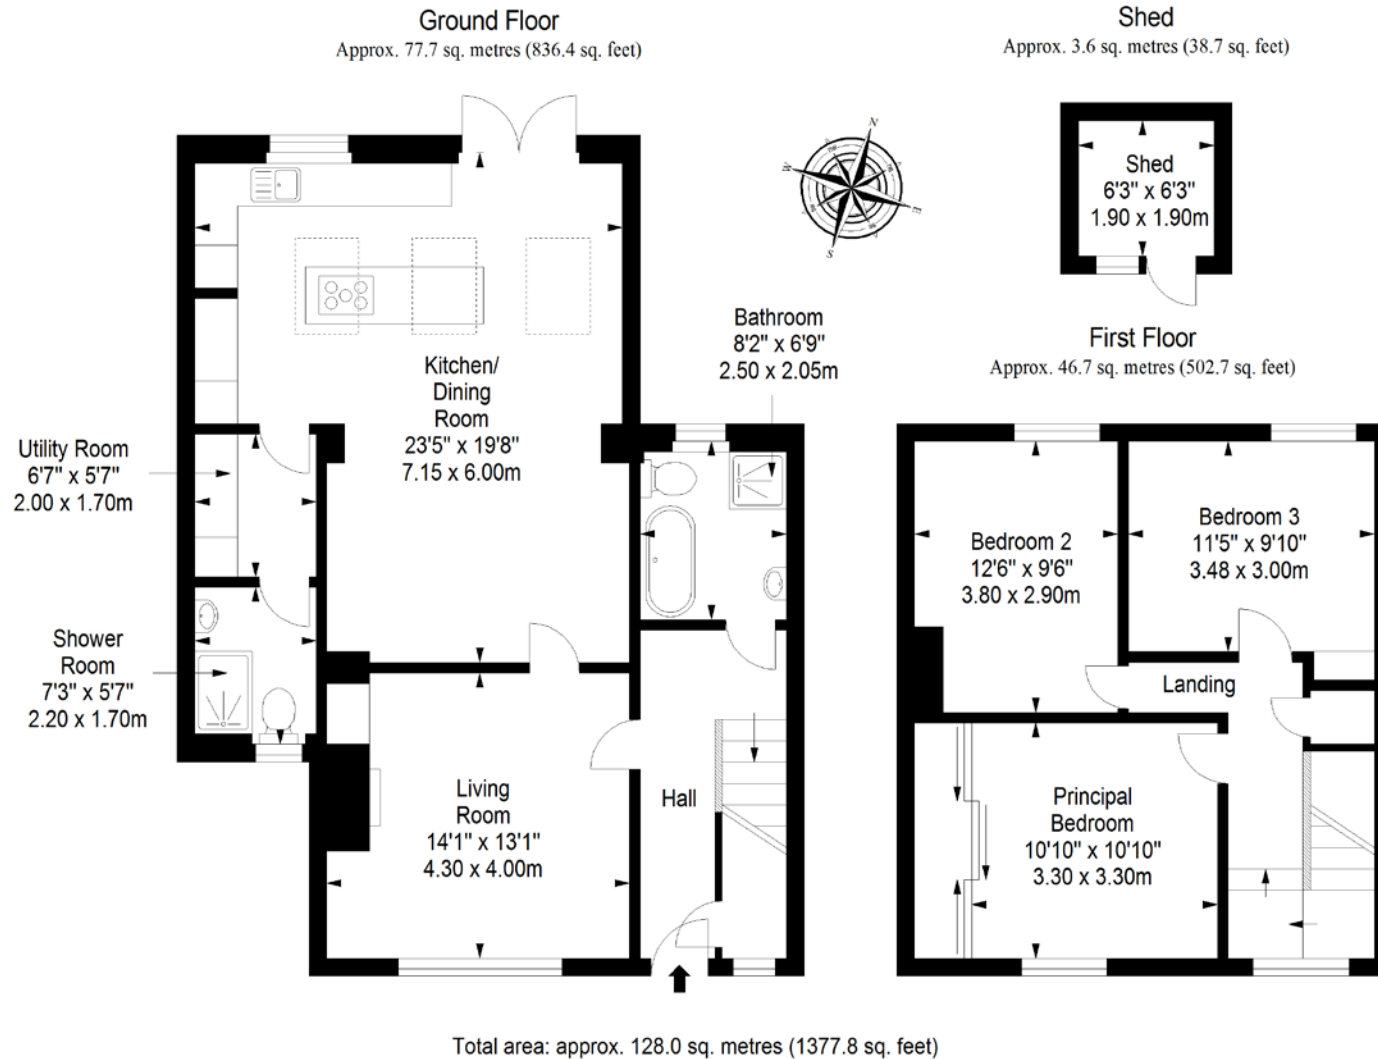 Ground Floor
Approx. 77.7 sq. metres (836.4 sq. feet)
Shed
Approx. 3.6 sq. metres (38.7 sq. feet)
N
W
E
S
Shed
6'3" x 6'3"
1.90 x 1.90m
Bathroom
8'2" x 6'9"
2.50 x 2.05m
First Floor
Approx. 46.7 sq. metres (502.7 sq. feet)
Kitchen/
Dining
Room
23'5" x 19'8"
7.15 x 6.00m
Utility Room
6'7" x 5'7"
2.00 x 1.70m
Bedroom 2
12'6" x 9'6"
3.80 x 2.90m
Bedroom 3
11'5" x 9'10"
3.48 x 3.00m
Shower
Room
7'3" x 5'7"
2.20 x 1.70m
Landing
Living
Room
14'1" x 13'1"
4.30 x 4.00m
Hall
Principal
Bedroom
10'10" x 10'10"
3.30 x 3.30m
Total area: approx. 128.0 sq. metres (1377.8 sq. feet)